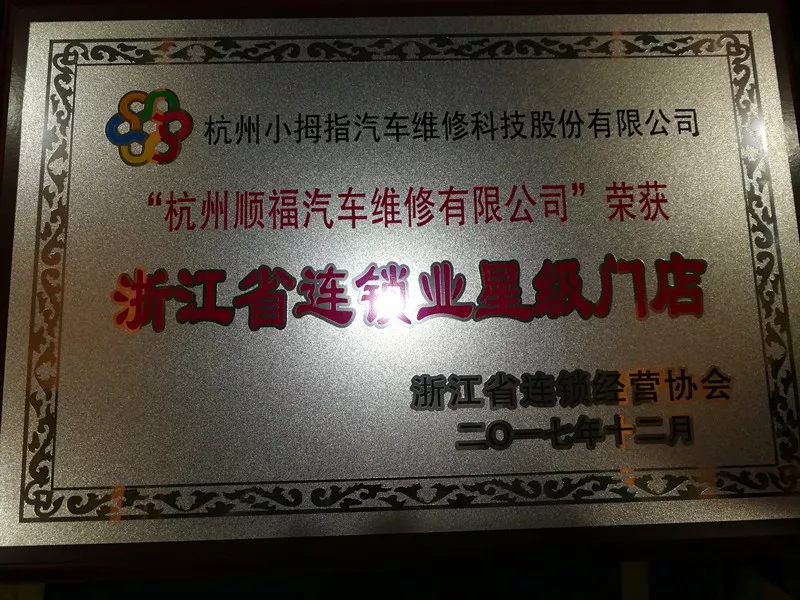 杭州小拇指汽车维修科技股份有限公司
“杭州顺福汽车维修有限公司”荣获
浙江省连锁业星级门店
浙江省连锁经营协会
二〇一七年十二月